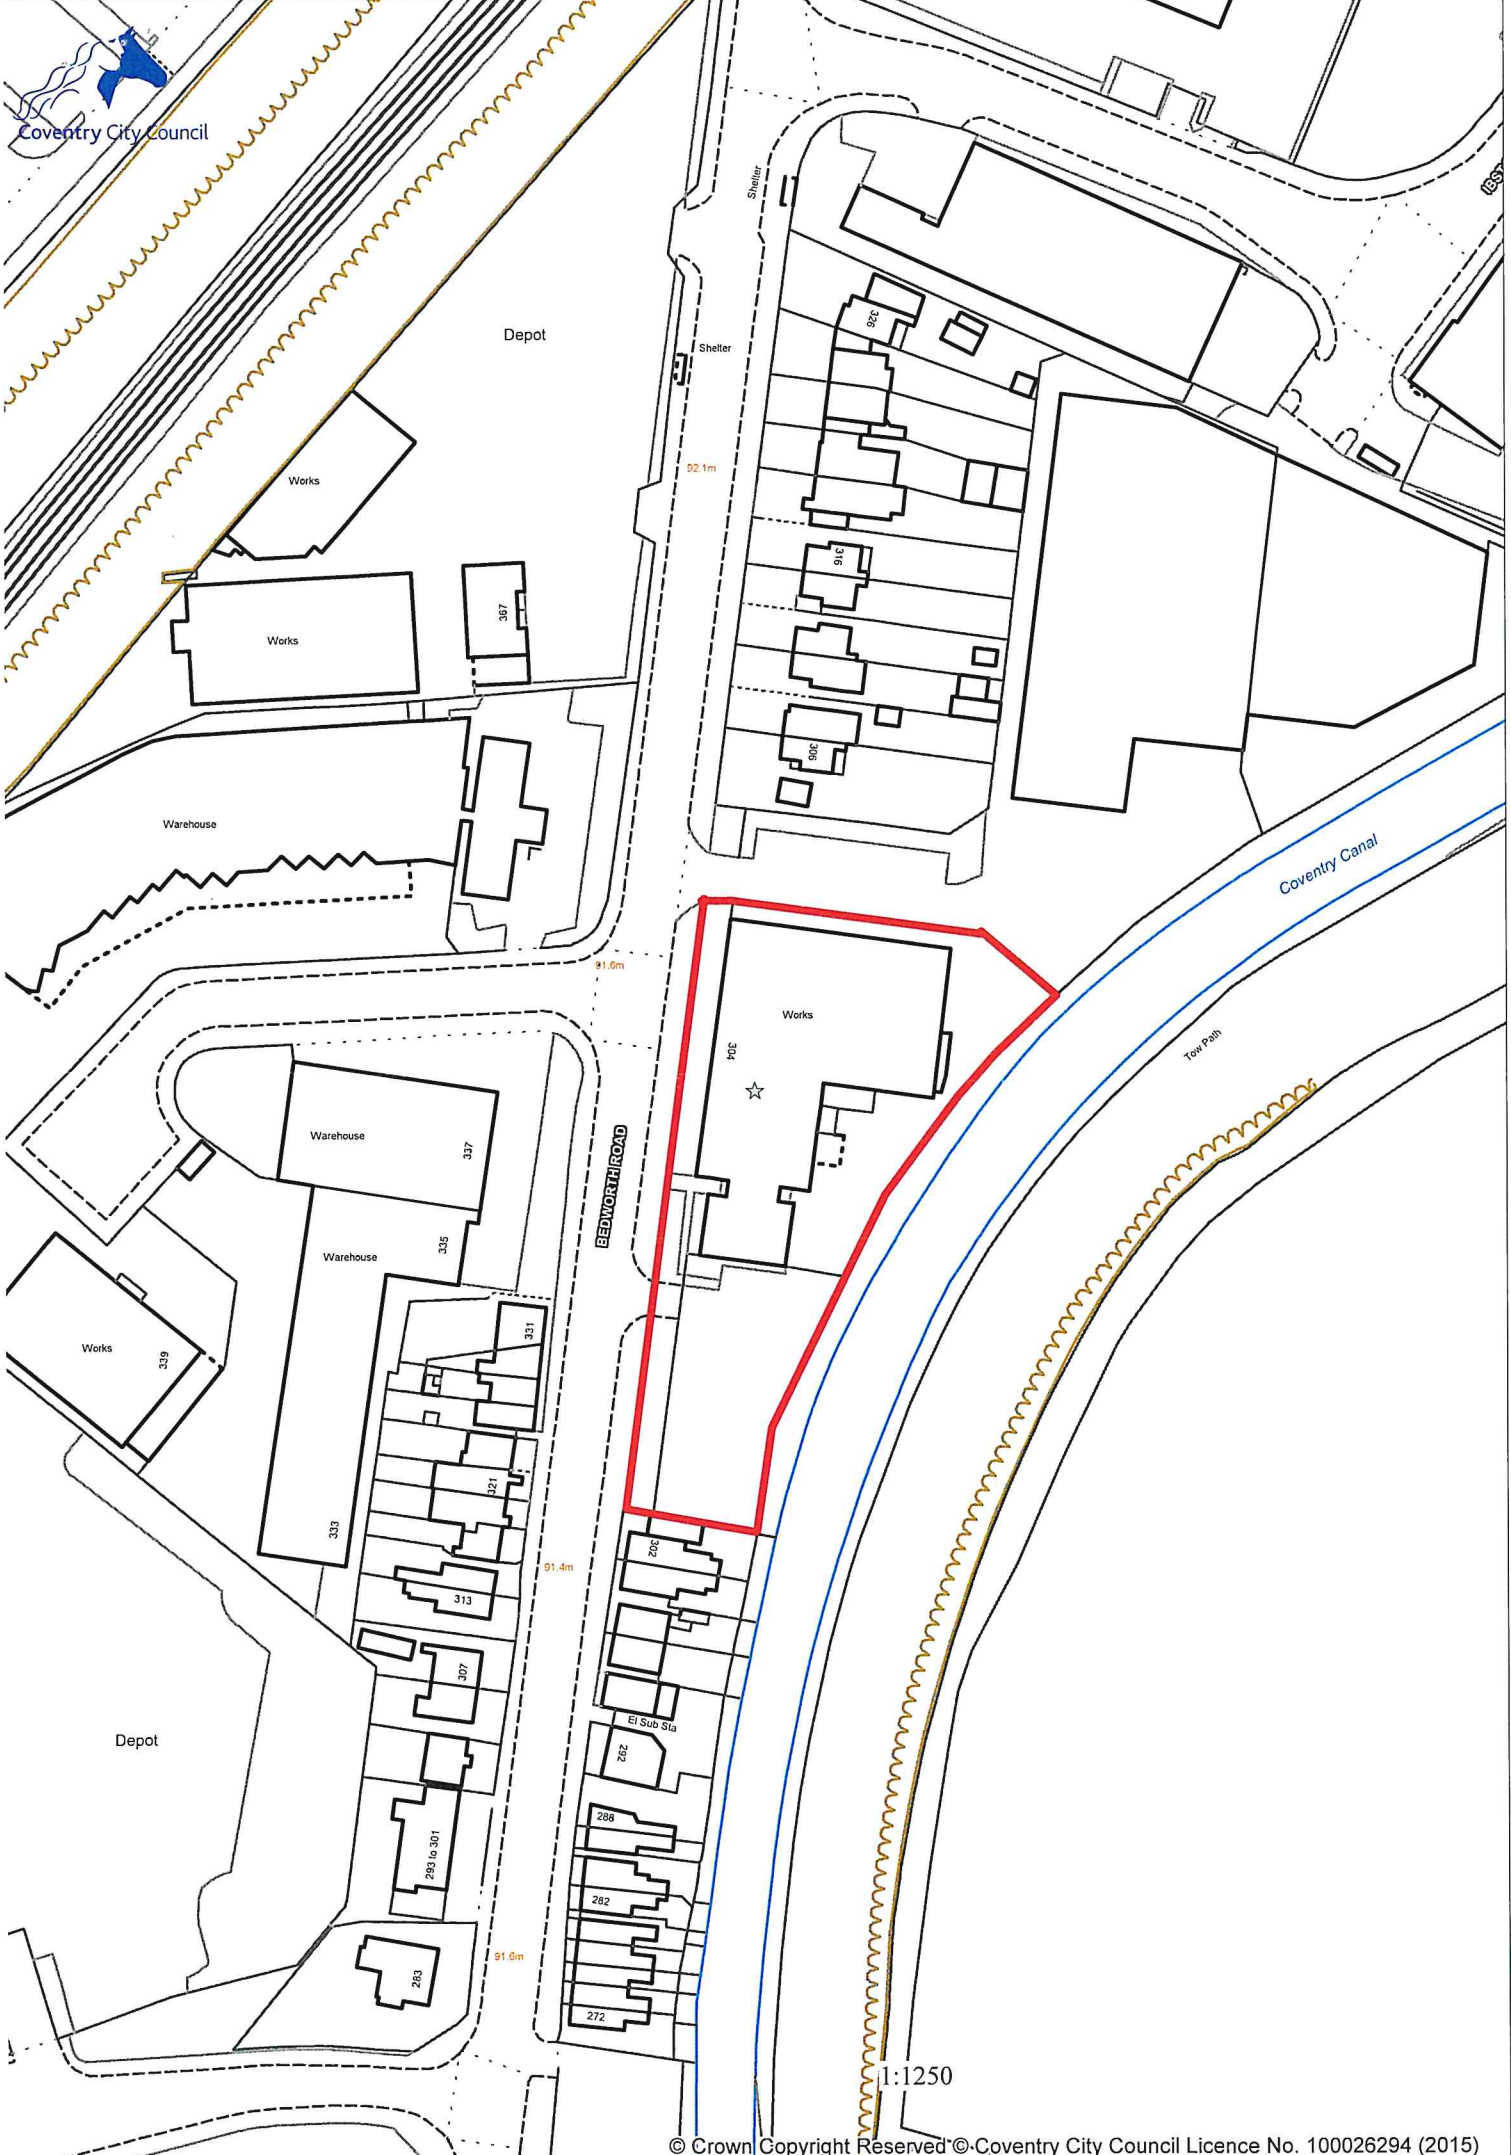 Coventry City Council
Shelter
IBST
326
Depot
Shelter
92.1m
Works
316
367
Works
306
Warehouse
Coventry Canal
91.6m
Works
304
Tow Path
Warehouse
337
BEDWORTH ROAD
Warehouse
335
331
Works
339
321
333
302
91.4m
313
307
El Sub Sta
292
Depot
288
293 to 301
282
91.6m
283
272
1:1250
© Crown Copyright Reserved © Coventry City Council Licence No. 100026294 (2015)